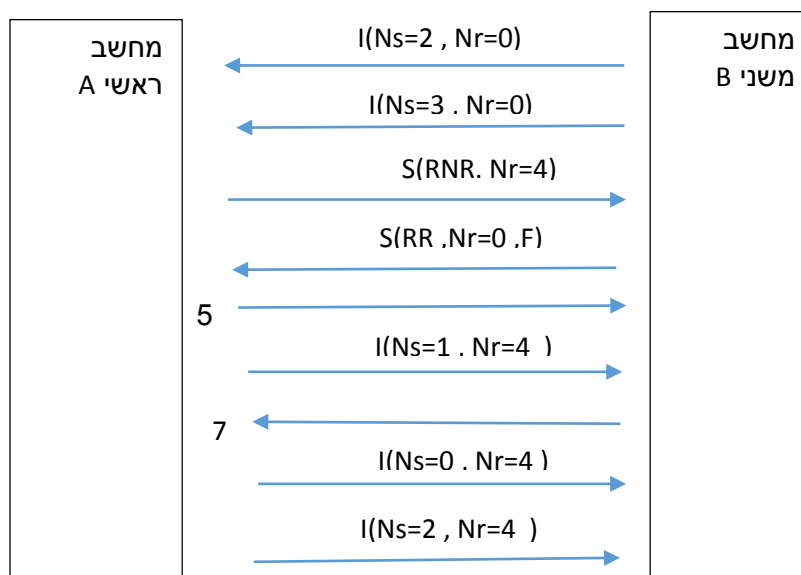 מחשב
ראשי A
מחשב
משני B
I(Ns=2 , Nr=0)
I(Ns=3 . Nr=0)
S(RNR. Nr=4)
S(RR ,Nr=0 ,F)
5
I(Ns=1 . Nr=4 )
7
I(Ns=0 . Nr=4 )
I(Ns=2 , Nr=4 )